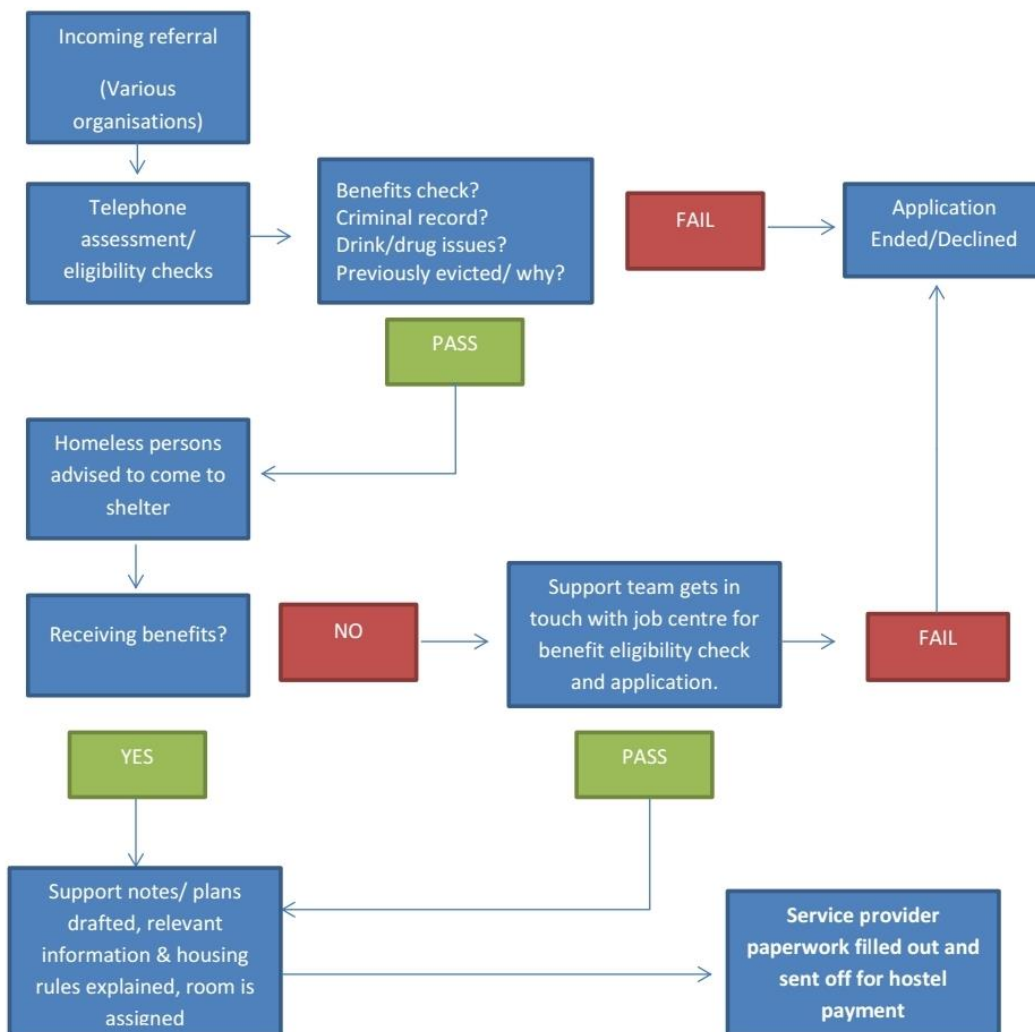 Incoming referral
(Various
organisations)
Telephone
assessment/
eligibility checks
Benefits check?
Criminal record?
Drink/drug issues?
Previously evicted/ why?
FAIL
Application
Ended/Declined
PASS
Homeless persons
advised to come to
shelter
Receiving benefits?
NO
Support team gets in
touch with job centre for
benefit eligibility check
and application.
FAIL
YES
PASS
Support notes/ plans
drafted, relevant
information & housing
rules explained, room is
assigned
Service provider
paperwork filled out and
sent off for hostel
payment